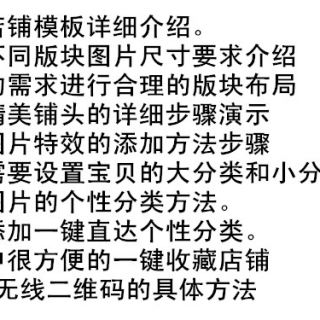 店铺模板详细介绍。
不同版块图片尺寸要求介绍
需求进行合理的版块布局
精美铺头的详细步骤演示
图片特效的添加方法步骤
需要设置宝贝的大分类和小分
图片的个性分类方法。
添加一键直达个性分类。
很方便的一键收藏店铺
无线二维码的具体方法